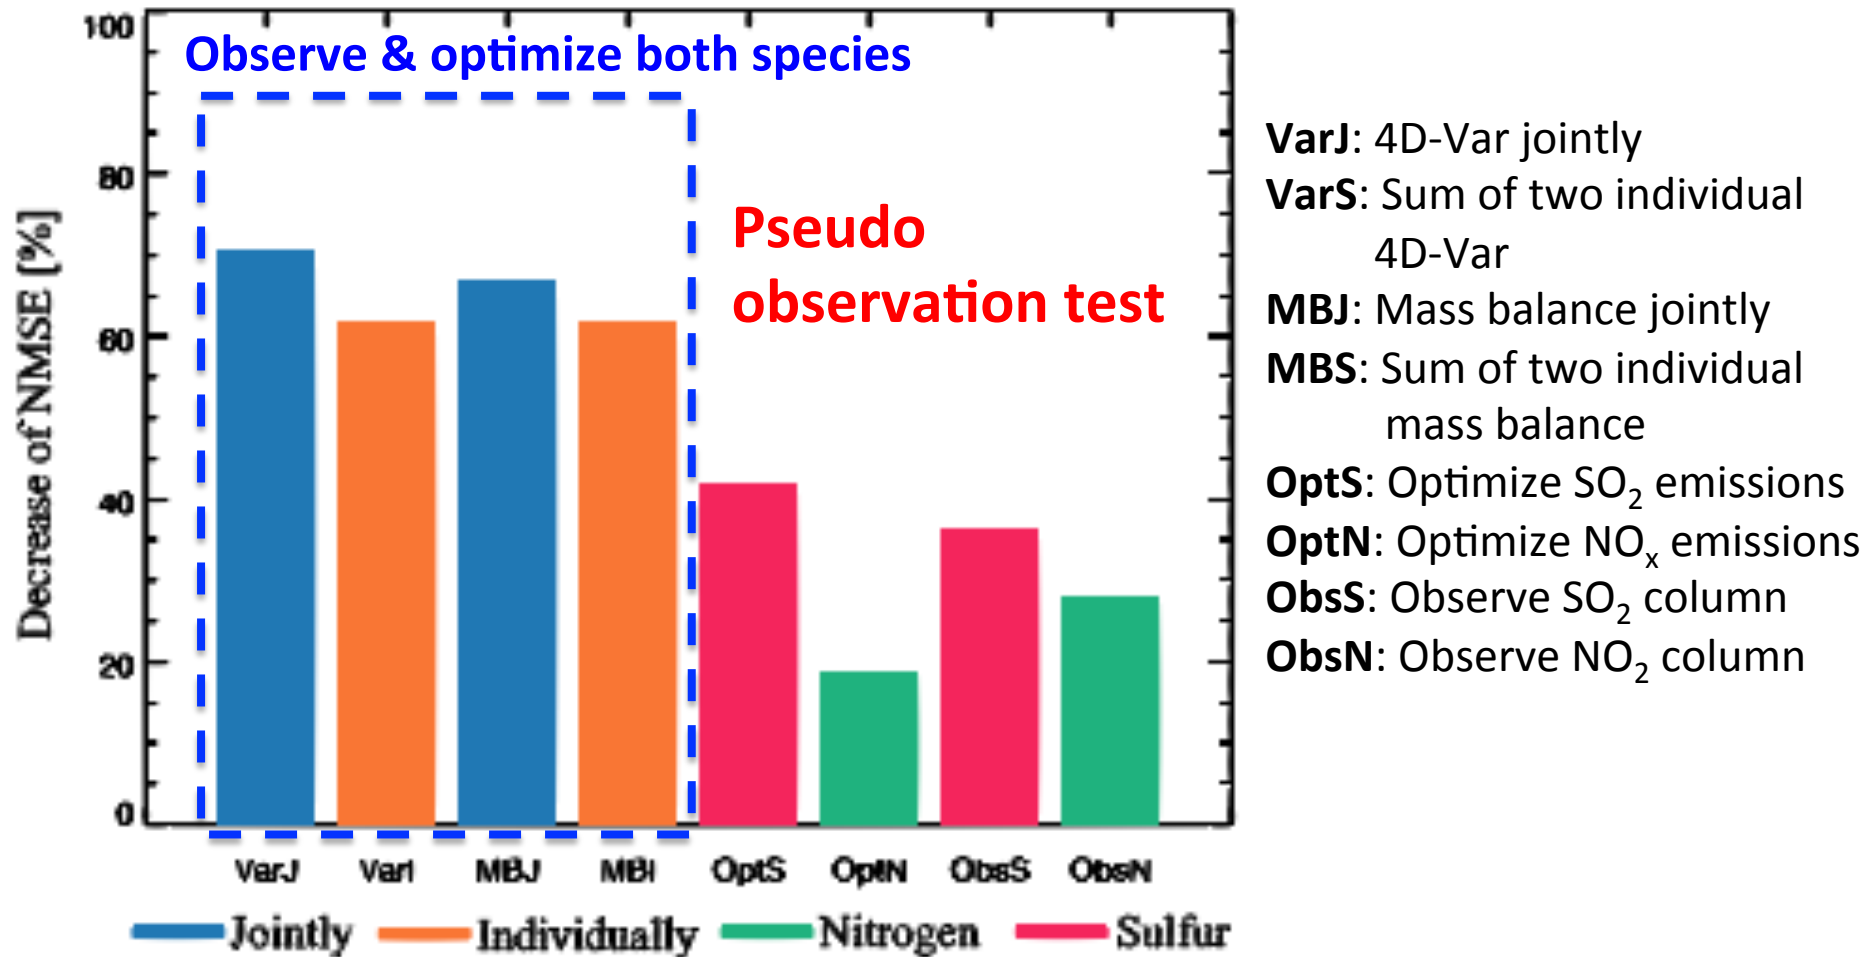 Observe & optimize both species
Pseudo
observation test
Decrease of NMSE [%]
100
80
60
40
20
0
VarJ VarI MBJ MBI OptS OptN ObsS ObsN
Jointly Individually Nitrogen Sulfur
VarJ: 4D-Var jointly
VarS: Sum of two individual
4D-Var
MBJ: Mass balance jointly
MBS: Sum of two individual
mass balance
OptS: Optimize SO₂ emissions
OptN: Optimize NOₓ emissions
ObsS: Observe SO₂ column
ObsN: Observe NO₂ column